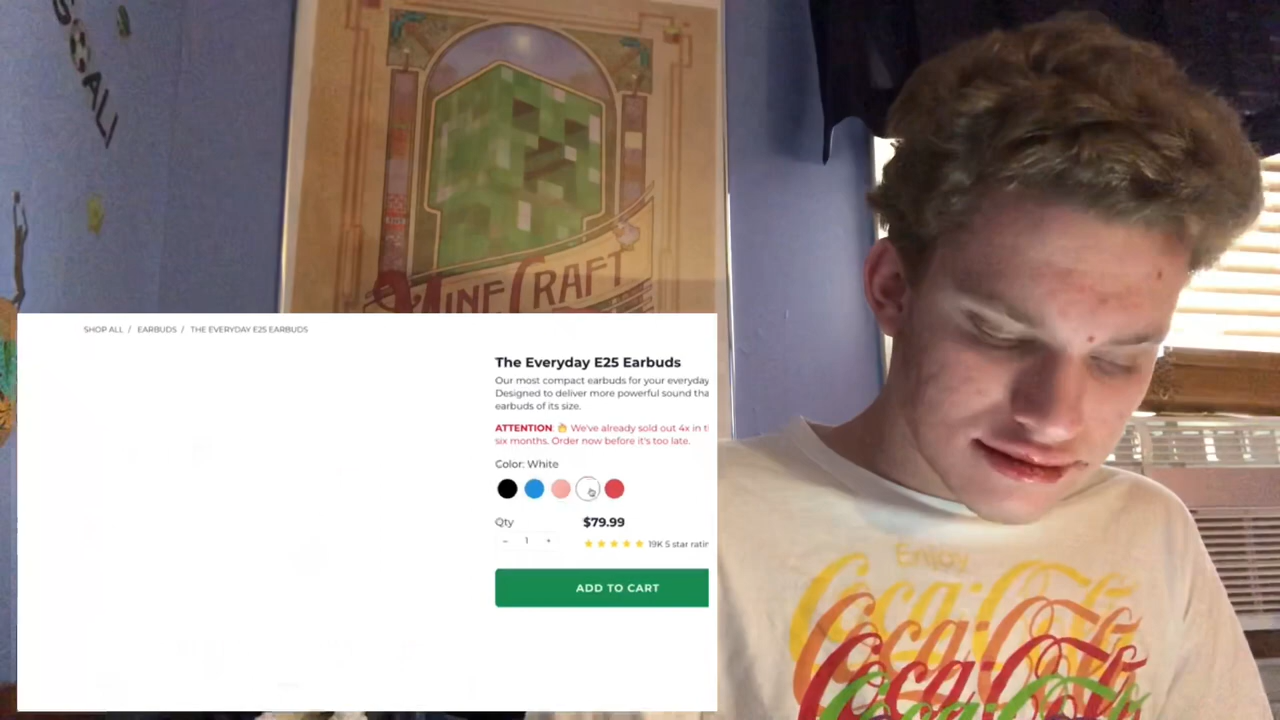 SOCCER BALL
MINECRAFT
SHOP ALL / EARBUDS / THE EVERYDAY E25 EARBUDS
The Everyday E25 Earbuds
Our most compact earbuds for your everyday
Designed to deliver more powerful sound tha
earbuds of its size.
ATTENTION: 🔥 We've already sold out 4x in t
six months. Order now before it's too late.
Color: White
Qty
$79.99
- 1 +
19K 5 star ratin
ADD TO CART
Enjoy
Coca-Cola
Coca-Cola